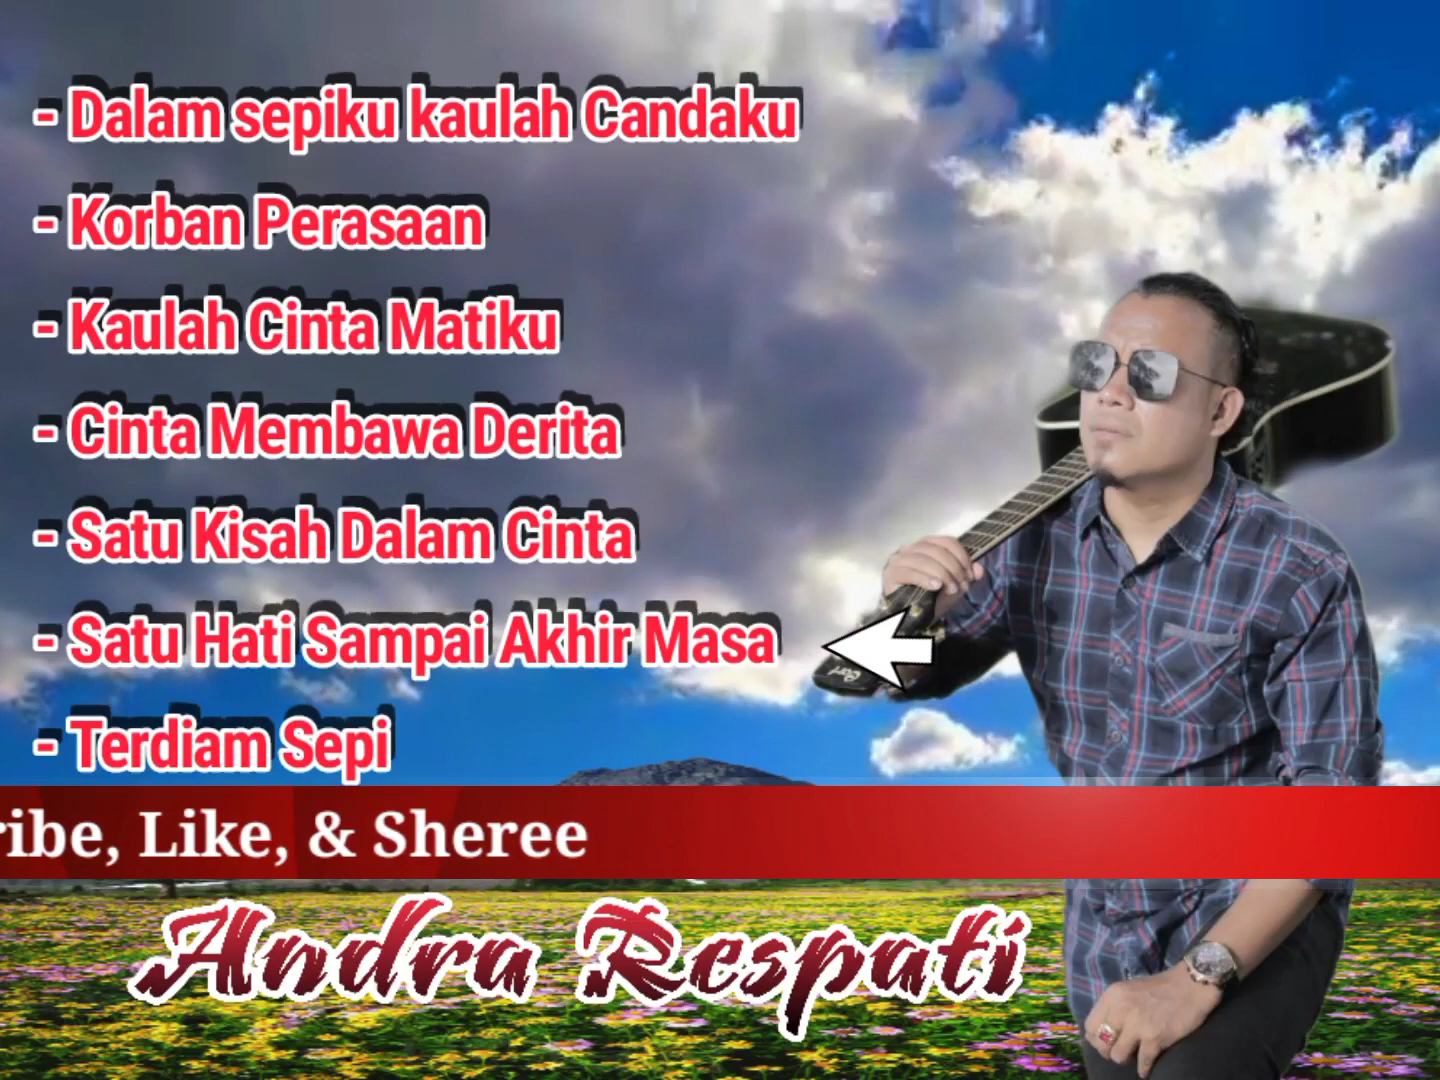 - Dalam sepiku kaulah Candaku
- Korban Perasaan
- Kaulah Cinta Matiku
- Cinta Membawa Derita
- Satu Kisah Dalam Cinta
- Satu Hati Sampai Akhir Masa
- Terdiam Sepi
ribe, Like, & Sheree
Andra Respati
Cort